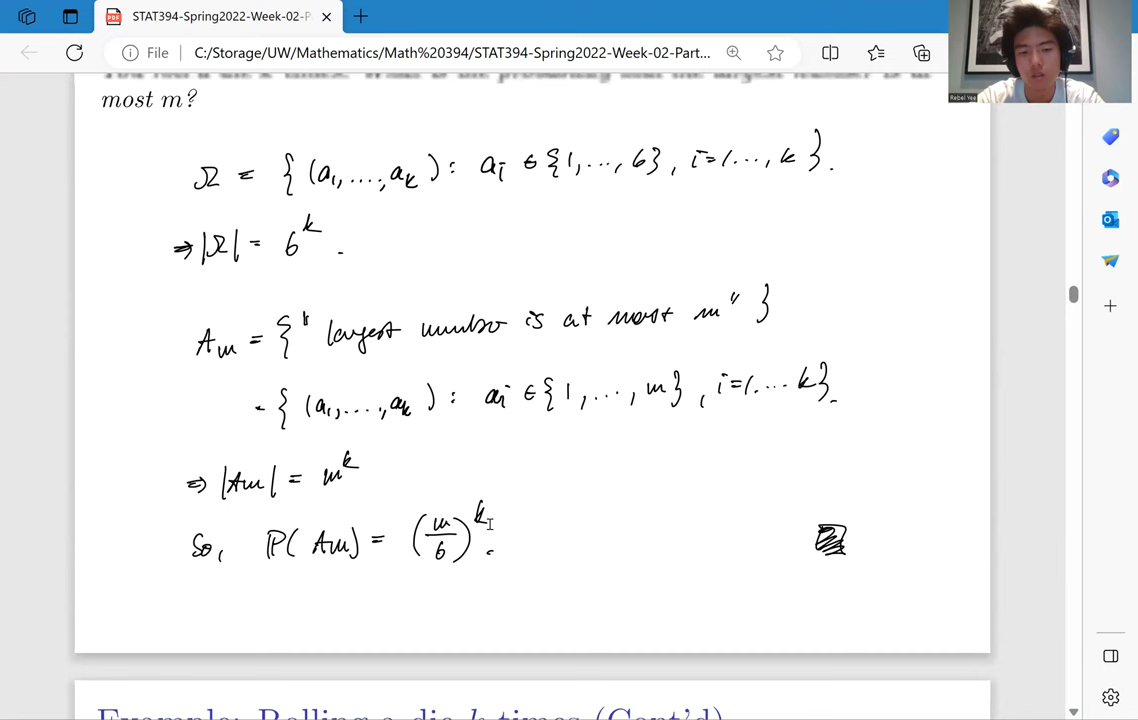 STAT394-Spring2022-Week-02-P
File C:/Storage/UW/Mathematics/Math%20394/STAT394-Spring2022-Week-02-Part...
most m?
Ω = { (a₁, ..., aₖ) : aᵢ ∈ {1, ..., 6}, i=1..., k }.
⇒ |Ω| = 6ᵏ.
Aₘ = { "largest number is at most m" }
= { (a₁, ..., aₖ) : aᵢ ∈ {1, ..., m}, i=1, ... k }.
⇒ |Am| = mᵏ
So, ℙ(Am) = (m/6)ᵏ.
Example: Rolling a die k times (Cont'd)
Rebel Yee